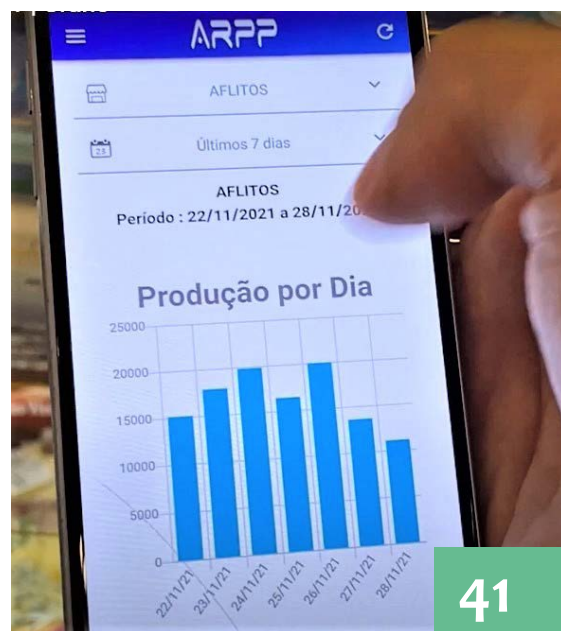 ARPP
AFLITOS
23
Últimos 7 dias
AFLITOS
Período : 22/11/2021 a 28/11/20
Produção por Dia
25000
20000
15000
10000
5000
0
22/11/21
23/11/21
24/11/21
25/11/21
26/11/21
27/11/21
28/11/21
41